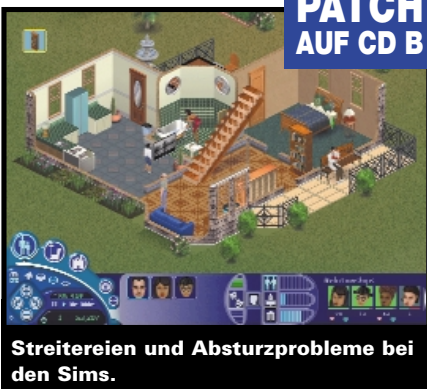 PATCH
AUF CD B
Streitereien und Absturzprobleme bei
den Sims.